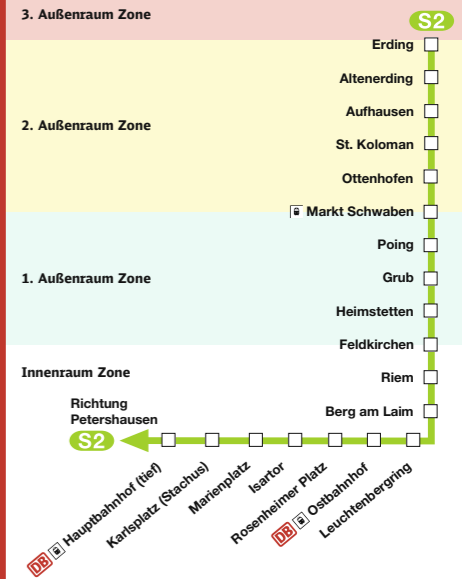 3. Außenraum Zone
S2
Erding
Altenerding
Aufhausen
2. Außenraum Zone
St. Koloman
Ottenhofen
Markt Schwaben
Poing
1. Außenraum Zone
Grub
Heimstetten
Feldkirchen
Innenraum Zone
Riem
Richtung
Petershausen
Berg am Laim
S2
DB Hauptbahnhof (tief)
Karlsplatz (Stachus)
Marienplatz
Isartor
Rosenheimer Platz
DB Ostbahnhof
Leuchtenbergring